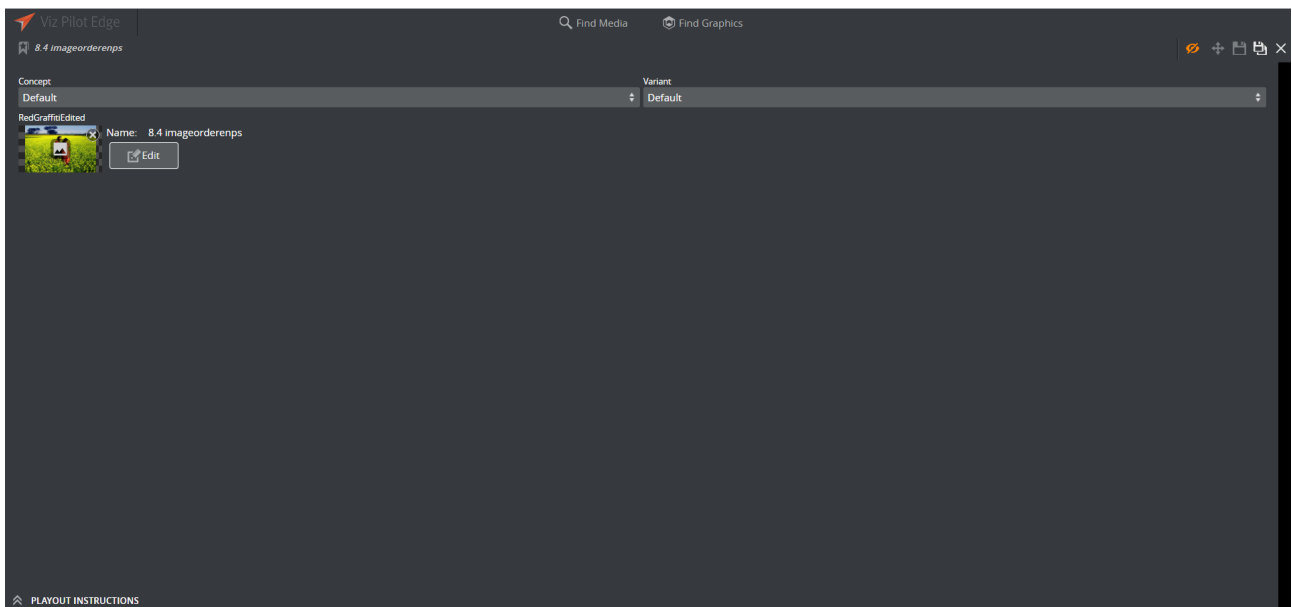 Viz Pilot Edge
Find Media
Find Graphics
8.4 imageorderenps
Concept
Variant
Default
Default
RedGraffitiEdited
Name: 8.4 imageorderenps
Edit
PLAYOUT INSTRUCTIONS